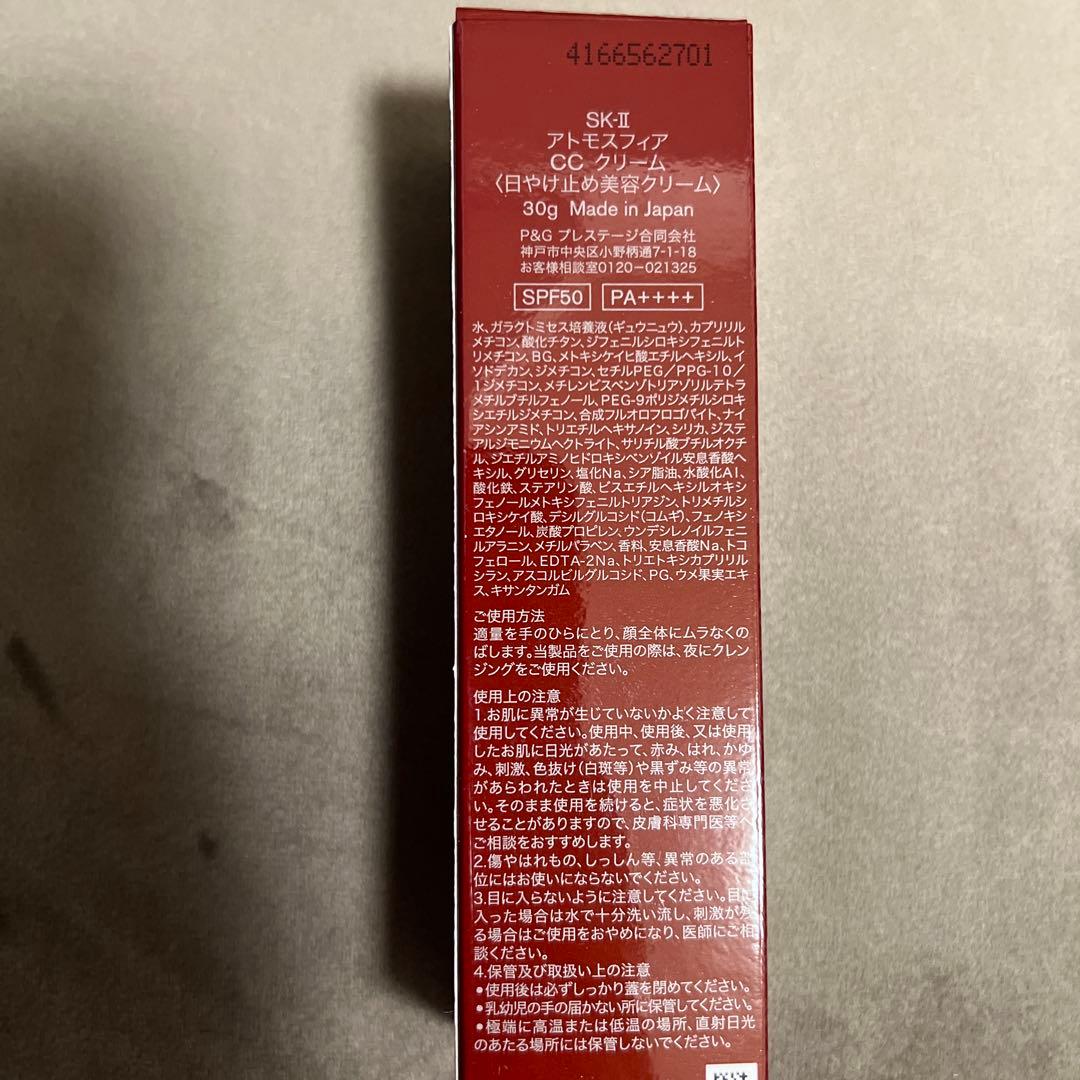 4166562701
SK-Ⅱ
アトモスフィア
CC クリーム
〈日やけ止め美容クリーム〉
30g Made in Japan
P&G プレステージ合同会社
神戸市中央区小野柄通7-1-18
お客様相談室0120-021325
SPF50 PA++++
水、ガラクトミセス培養液(ギュウニュウ)、カプリリル
メチコン、酸化チタン、ジフェニルシロキシフェニルト
リメチコン、BG、メトキシケイヒ酸エチルヘキシル、イ
ソドデカン、ジメチコン、セチルPEG/PPG-10/
1ジメチコン、メチレンビスベンゾトリアゾリルテトラ
メチルブチルフェノール、PEG-9ポリジメチルシロキ
シエチルジメチコン、合成フルオロフロゴパイト、ナイ
アシンアミド、トリエチルヘキサノイン、シリカ、ジステ
アルジモニウムヘクトライト、サリチル酸ブチルオクチ
ル、ジエチルアミノヒドロキシベンゾイル安息香酸ヘ
キシル、グリセリン、塩化Na、シア脂油、水酸化Al、
酸化鉄、ステアリン酸、ビスエチルヘキシルオキシ
フェノールメトキシフェニルトリアジン、トリメチルシ
ロキシケイ酸、デシルグルコシド(コムギ)、フェノキシ
エタノール、炭酸プロピレン、ウンデシレノイルフェニ
ルアラニン、メチルパラベン、香料、安息香酸Na、トコ
フェロール、EDTA-2Na、トリエトキシカプリリル
シラン、アスコルビルグルコシド、PG、ウメ果実エキ
ス、キサンタンガム
ご使用方法
適量を手のひらにとり、顔全体にムラなくの
ばします。当製品をご使用の際は、夜にクレン
ジングをご使用ください。
使用上の注意
1.お肌に異常が生じていないかよく注意して
使用してください。使用中、使用後、又は使用
したお肌に日光があたって、赤み、はれ、かゆ
み、刺激、色抜け(白斑等)や黒ずみ等の異常
があらわれたときは使用を中止してくださ
い。そのまま使用を続けると、症状を悪化さ
せることがありますので、皮膚科専門医等へ
ご相談をおすすめします。
2.傷やはれもの、しっしん等、異常のある部
位にはお使いにならないでください。
3.目に入らないように注意してください。目に
入った場合は水で十分洗い流し、刺激が残
る場合はご使用をおやめになり、医師にご相
談ください。
4.保管及び取扱い上の注意
•使用後は必ずしっかり蓋を閉めてください。
•乳幼児の手の届かない所に保管してください。
•極端に高温または低温の場所、直射日光
のあたる場所には保管しないでください。